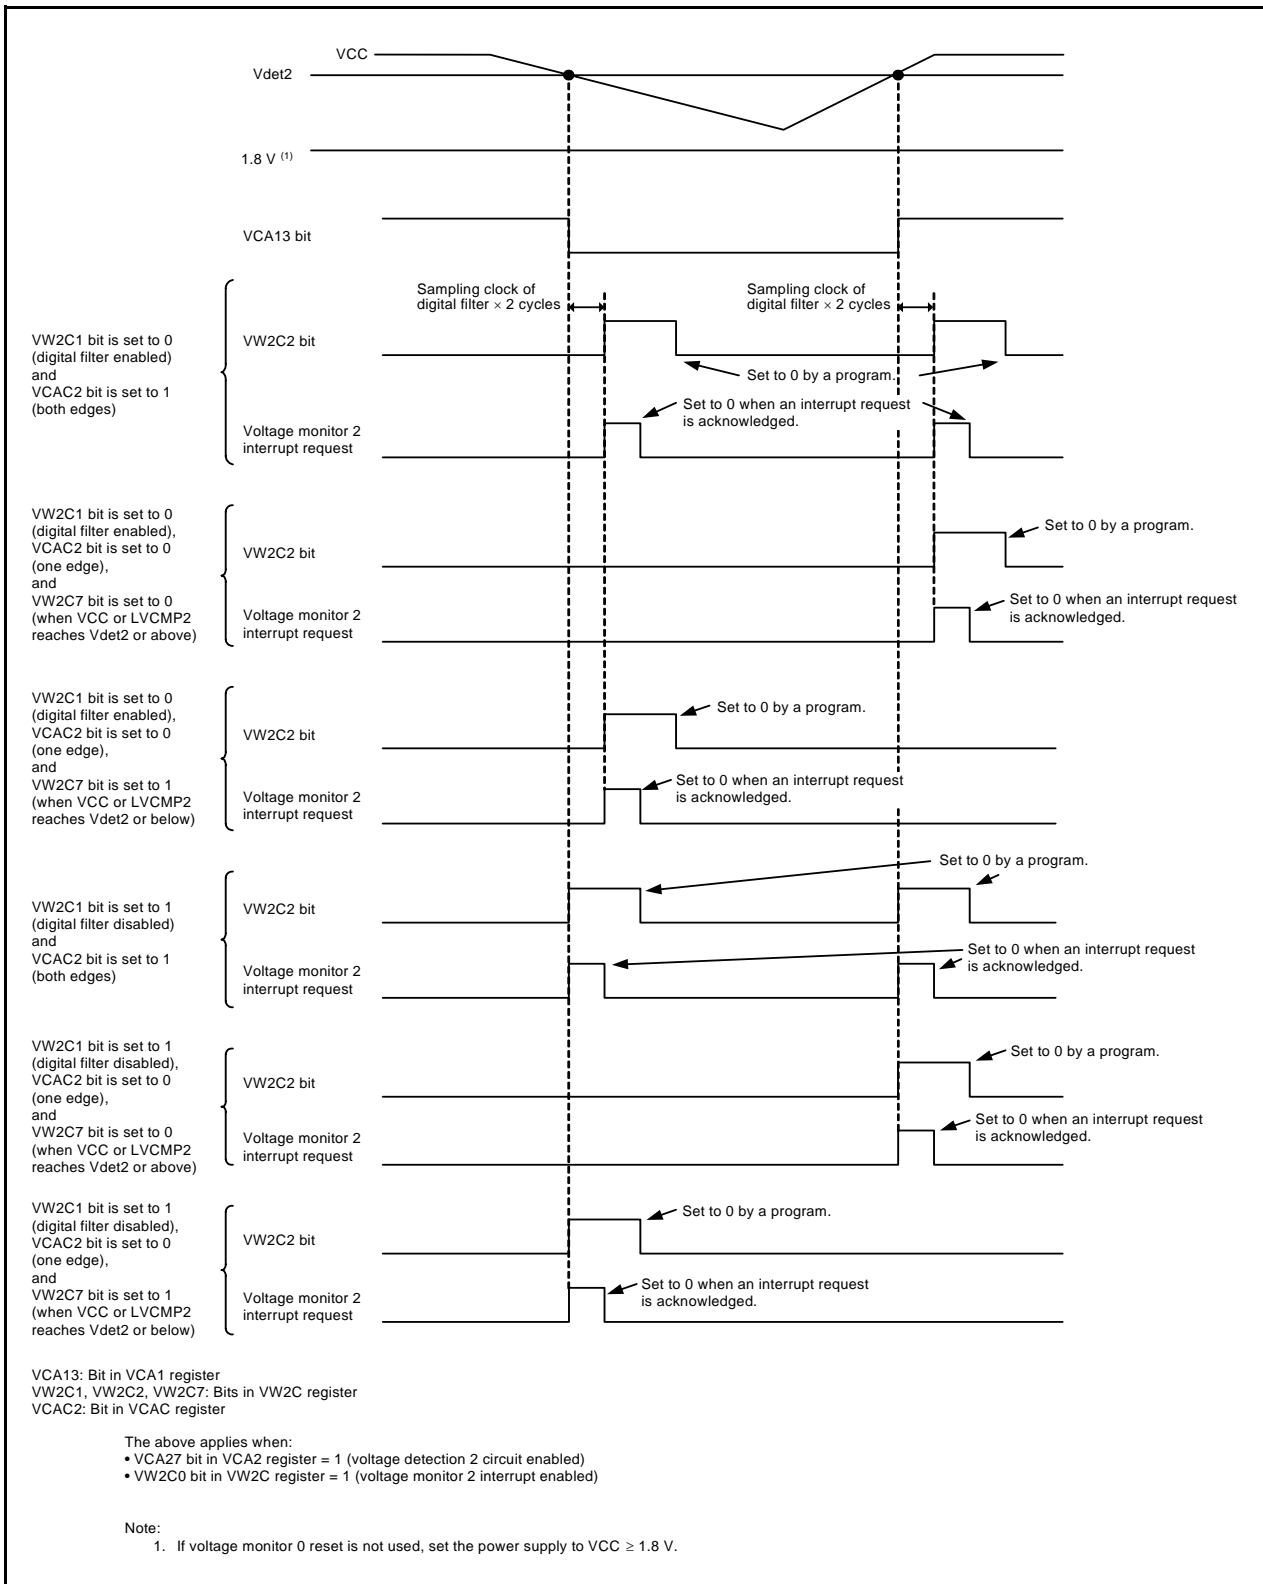 VCC
Vdet2
1.8 V (1)
VCA13 bit
Sampling clock of
digital filter × 2 cycles
Sampling clock of
digital filter × 2 cycles
VW2C1 bit is set to 0
(digital filter enabled)
and
VCAC2 bit is set to 1
(both edges)
VW2C2 bit
Set to 0 by a program.
Set to 0 when an interrupt request
is acknowledged.
Voltage monitor 2
interrupt request
VW2C1 bit is set to 0
(digital filter enabled),
VCAC2 bit is set to 0
(one edge),
and
VW2C7 bit is set to 0
(when VCC or LVCMP2
reaches Vdet2 or above)
VW2C2 bit
Set to 0 by a program.
Voltage monitor 2
interrupt request
Set to 0 when an interrupt request
is acknowledged.
VW2C1 bit is set to 0
(digital filter enabled),
VCAC2 bit is set to 0
(one edge),
and
VW2C7 bit is set to 1
(when VCC or LVCMP2
reaches Vdet2 or below)
VW2C2 bit
Set to 0 by a program.
Voltage monitor 2
interrupt request
Set to 0 when an interrupt request
is acknowledged.
VW2C1 bit is set to 1
(digital filter disabled)
and
VCAC2 bit is set to 1
(both edges)
VW2C2 bit
Set to 0 by a program.
Voltage monitor 2
interrupt request
Set to 0 when an interrupt request
is acknowledged.
VW2C1 bit is set to 1
(digital filter disabled),
VCAC2 bit is set to 0
(one edge),
and
VW2C7 bit is set to 0
(when VCC or LVCMP2
reaches Vdet2 or above)
VW2C2 bit
Set to 0 by a program.
Voltage monitor 2
interrupt request
Set to 0 when an interrupt request
is acknowledged.
VW2C1 bit is set to 1
(digital filter disabled),
VCAC2 bit is set to 0
(one edge),
and
VW2C7 bit is set to 1
(when VCC or LVCMP2
reaches Vdet2 or below)
VW2C2 bit
Set to 0 by a program.
Voltage monitor 2
interrupt request
Set to 0 when an interrupt request
is acknowledged.
VCA13: Bit in VCA1 register
VW2C1, VW2C2, VW2C7: Bits in VW2C register
VCAC2: Bit in VCAC register
The above applies when:
• VCA27 bit in VCA2 register = 1 (voltage detection 2 circuit enabled)
• VW2C0 bit in VW2C register = 1 (voltage monitor 2 interrupt enabled)
Note:
1. If voltage monitor 0 reset is not used, set the power supply to VCC ≥ 1.8 V.